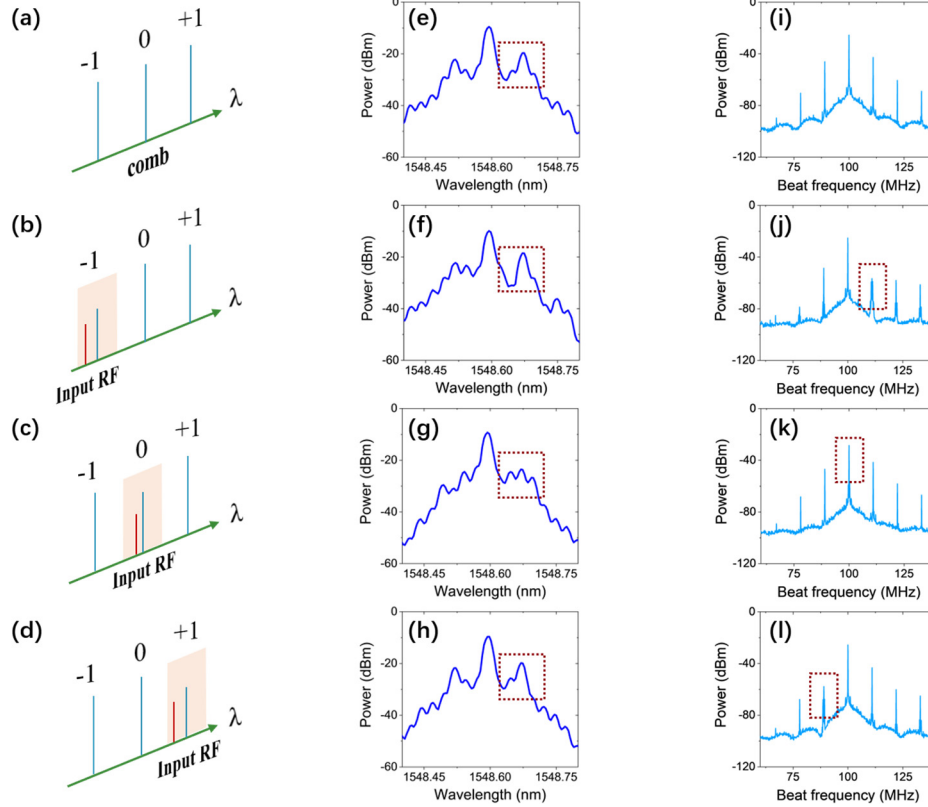 (a)
-1
0
+1
λ
comb
(e)
0
-20
-40
-60
Power (dBm)
1548.45
1548.60
1548.75
Wavelength (nm)
(i)
0
-40
-80
-120
Power (dBm)
75
100
125
Beat frequency (MHz)
(b)
-1
0
+1
λ
Input RF
(f)
0
-20
-40
-60
Power (dBm)
1548.45
1548.60
1548.75
Wavelength (nm)
(j)
0
-40
-80
-120
Power (dBm)
75
100
125
Beat frequency (MHz)
(c)
-1
0
+1
λ
Input RF
(g)
0
-20
-40
-60
Power (dBm)
1548.45
1548.60
1548.75
Wavelength (nm)
(k)
0
-40
-80
-120
Power (dBm)
75
100
125
Beat frequency (MHz)
(d)
-1
0
+1
λ
Input RF
(h)
0
-20
-40
-60
Power (dBm)
1548.45
1548.60
1548.75
Wavelength (nm)
(l)
0
-40
-80
-120
Power (dBm)
75
100
125
Beat frequency (MHz)